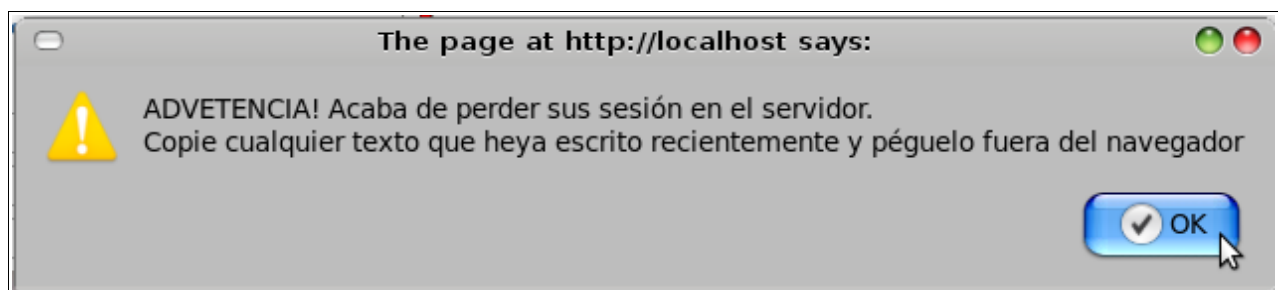 The page at http://localhost says:
ADVETENCIA! Acaba de perder sus sesión en el servidor.
Copie cualquier texto que heya escrito recientemente y péguelo fuera del navegador
OK